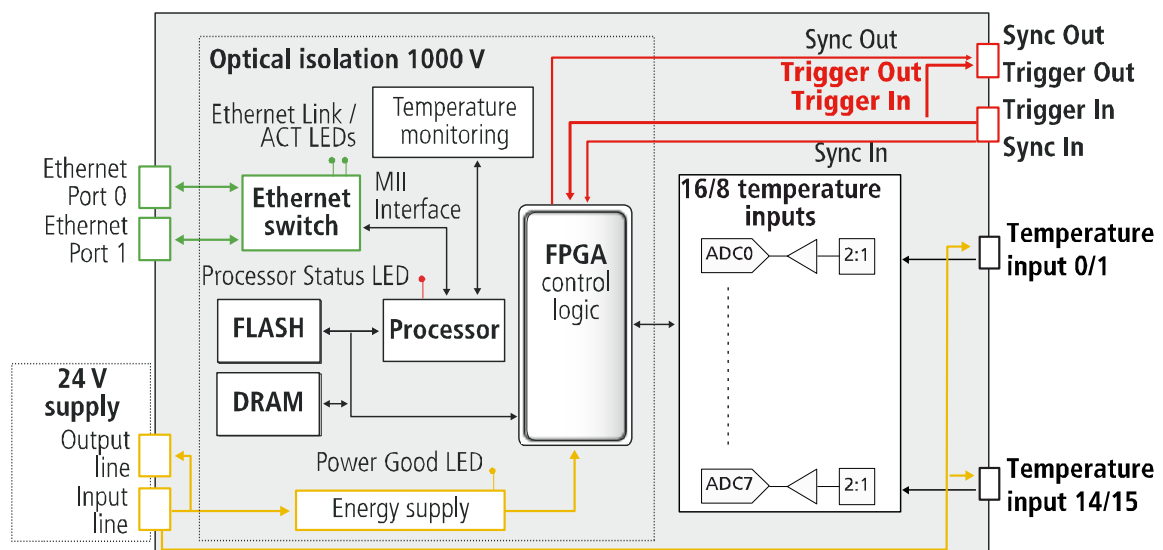 Optical isolation 1000 V
Sync Out
Trigger Out
Trigger In
Sync Out
Trigger Out
Trigger In
Sync In
Sync In
Ethernet Link /
ACT LEDs
Temperature
monitoring
Ethernet
Port 0
Ethernet
Port 1
Ethernet
switch
MII
Interface
Processor Status LED
FLASH
Processor
DRAM
FPGA
control
logic
16/8 temperature
inputs
ADC0
2:1
ADC7
2:1
Temperature
input 0/1
Temperature
input 14/15
24 V
supply
Output
line
Input
line
Power Good LED
Energy supply